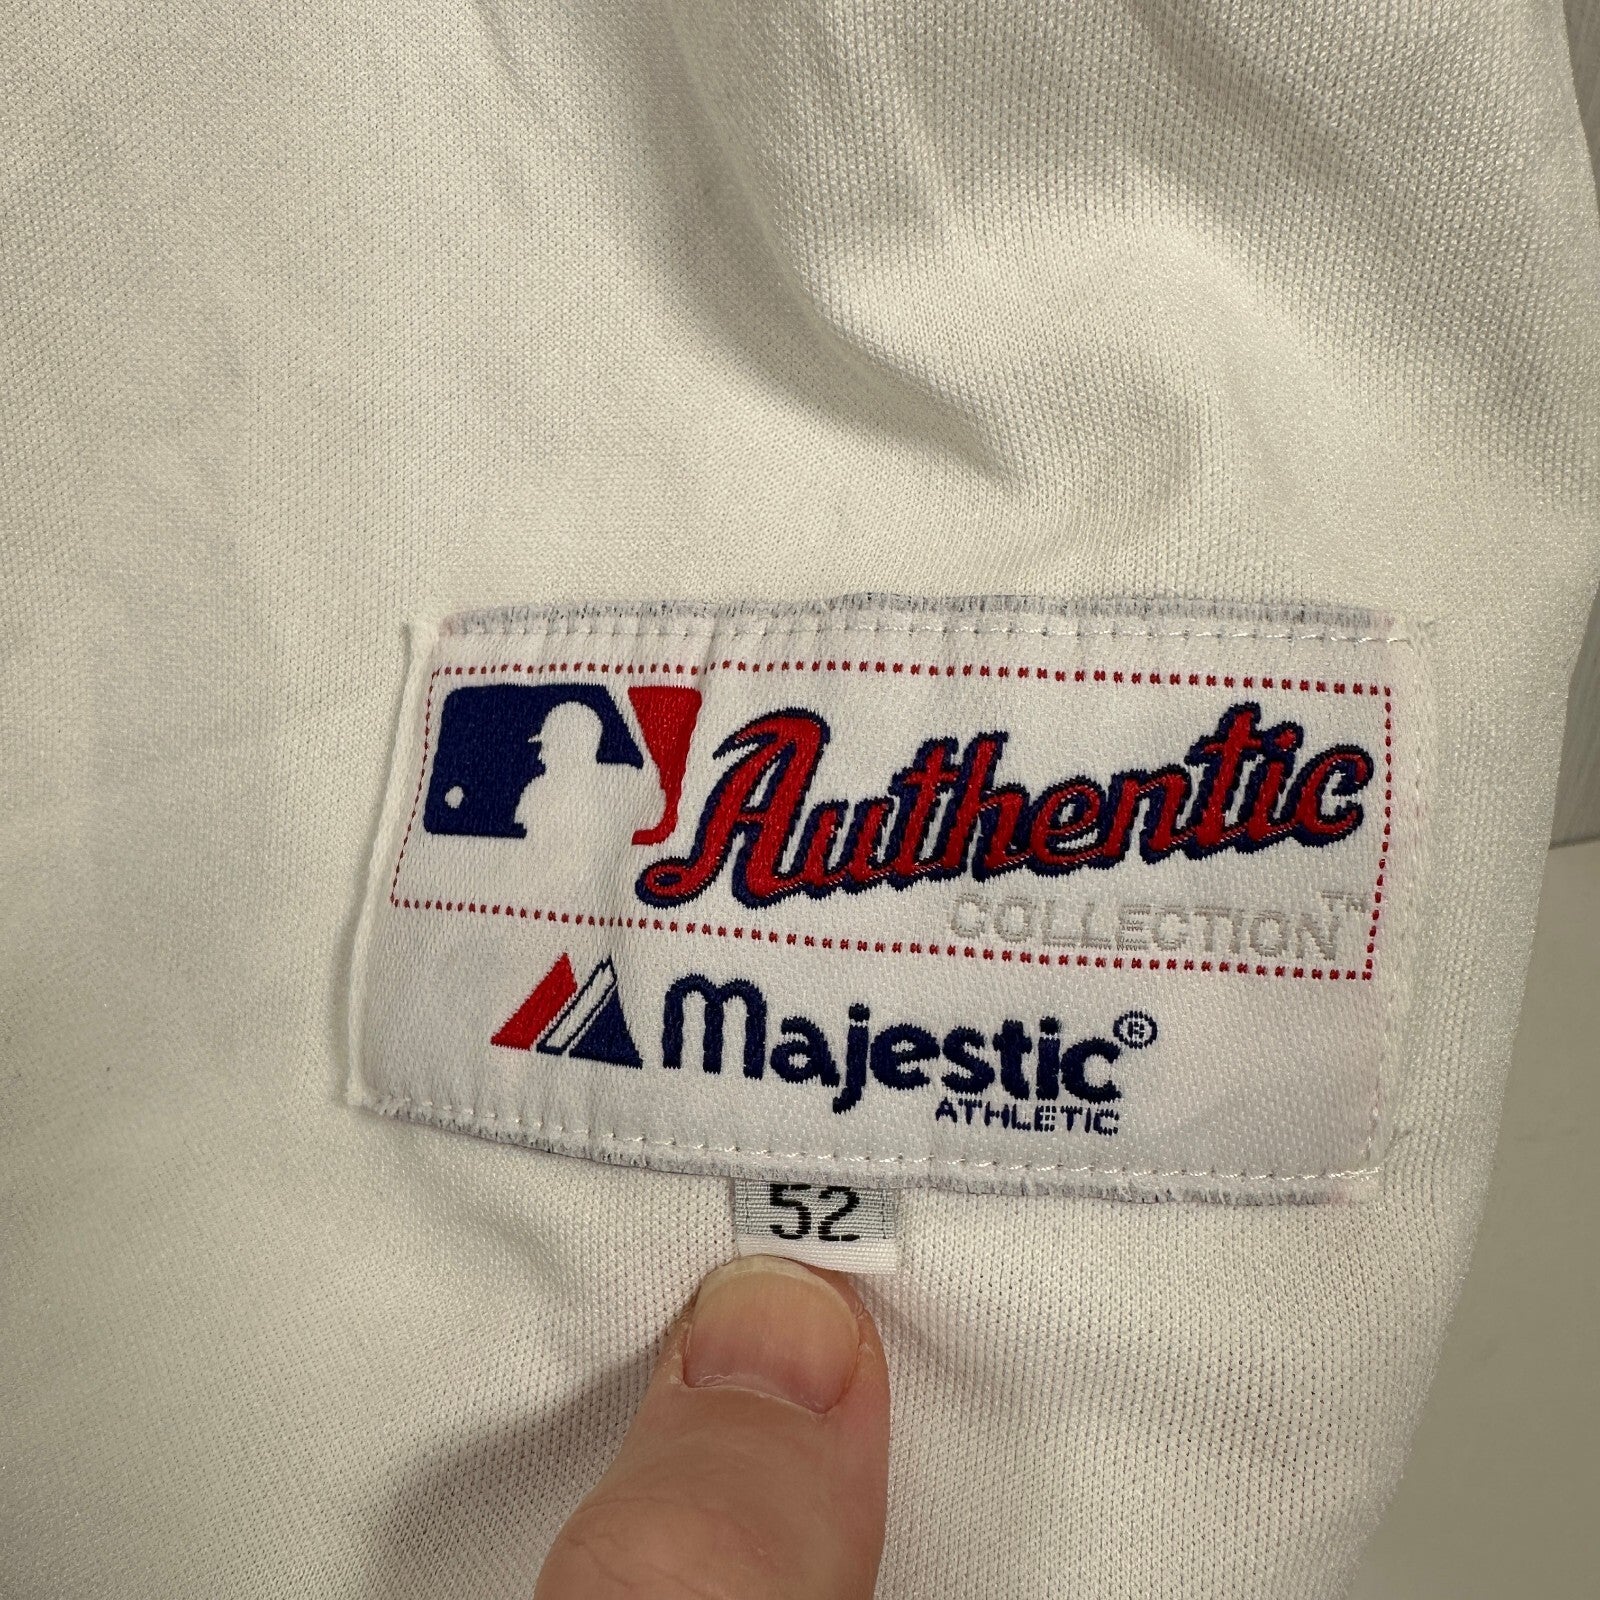 Authentic
COLLECTION™
Majestic®
ATHLETIC
52